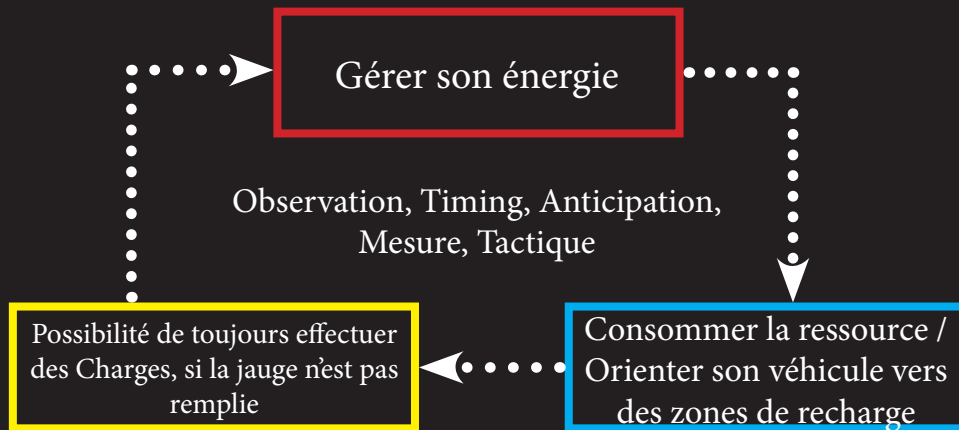 Gérer son énergie
Observation, Timing, Anticipation,
Mesure, Tactique
Possibilité de toujours effectuer
des Charges, si la jauge n'est pas
remplie
Consommer la ressource /
Orienter son véhicule vers
des zones de recharge